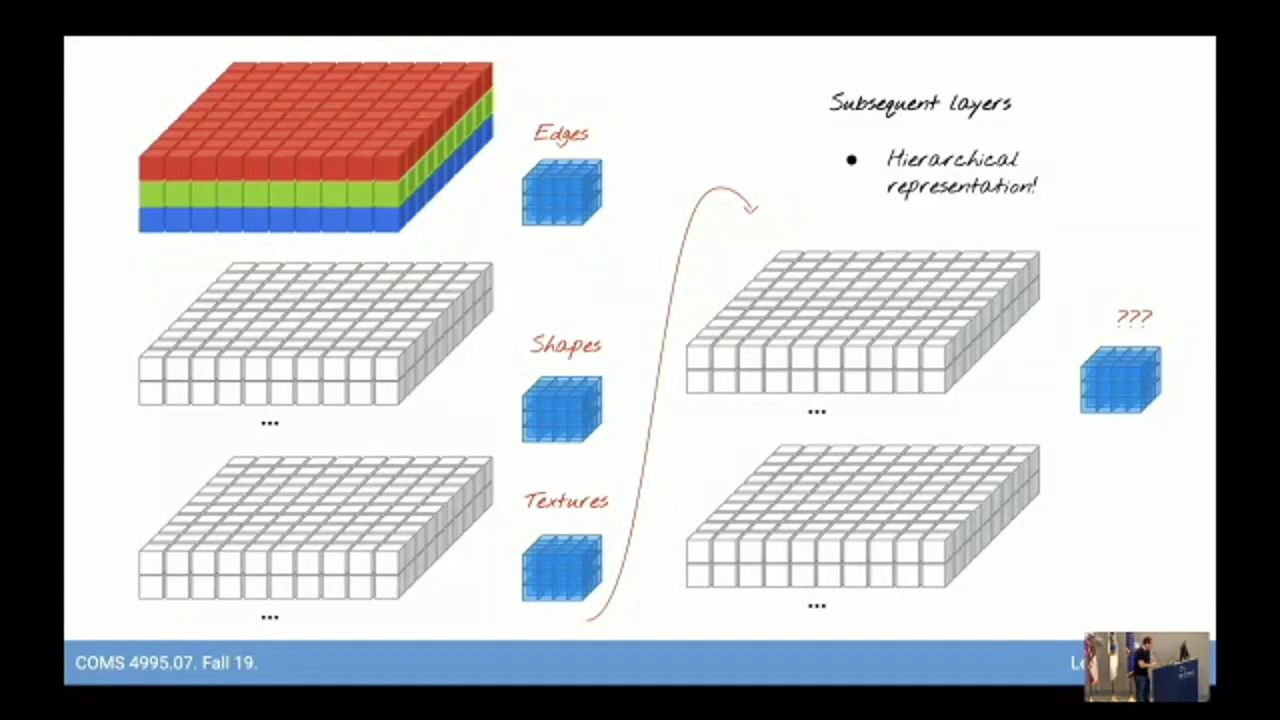 Edges
Subsequent layers
● Hierarchical
representation!
Shapes
...
Textures
...
???
...
...
COMS 4995.07. Fall 19.